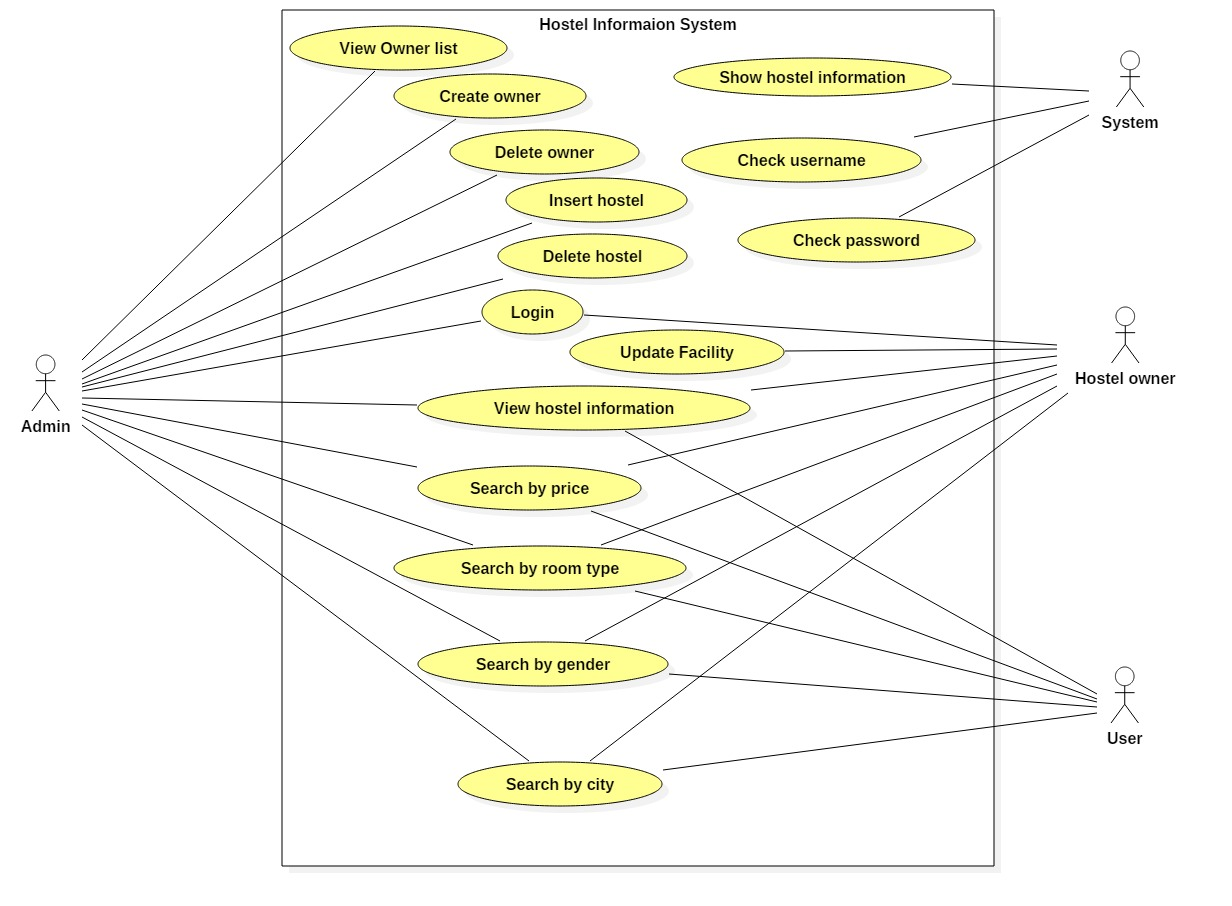 Hostel Informaion System
View Owner list
Create owner
Delete owner
Insert hostel
Delete hostel
Login
Update Facility
View hostel information
Search by price
Search by room type
Search by gender
Search by city
Show hostel information
Check username
Check password
Admin
System
Hostel owner
User